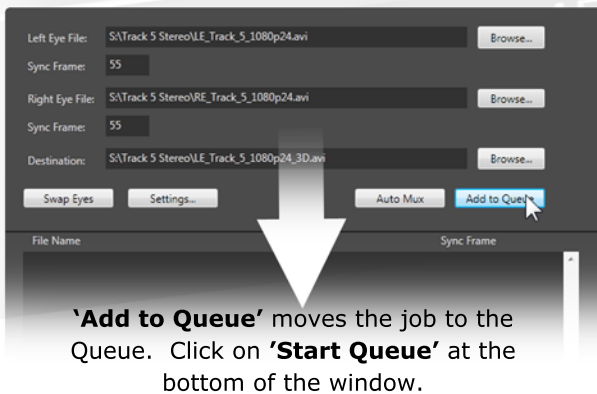 Left Eye File: S:\Track 5 Stereo\LE_Track_5_1080p24.avi Browse...
Sync Frame: 55
Right Eye File: S:\Track 5 Stereo\RE_Track_5_1080p24.avi Browse...
Sync Frame: 55
Destination: S:\Track 5 Stereo\LE_Track_5_1080p24_3D.avi Browse...
Swap Eyes Settings... Auto Mux Add to Queue
File Name Sync Frame
‘Add to Queue’ moves the job to the
Queue. Click on ’Start Queue’ at the
bottom of the window.